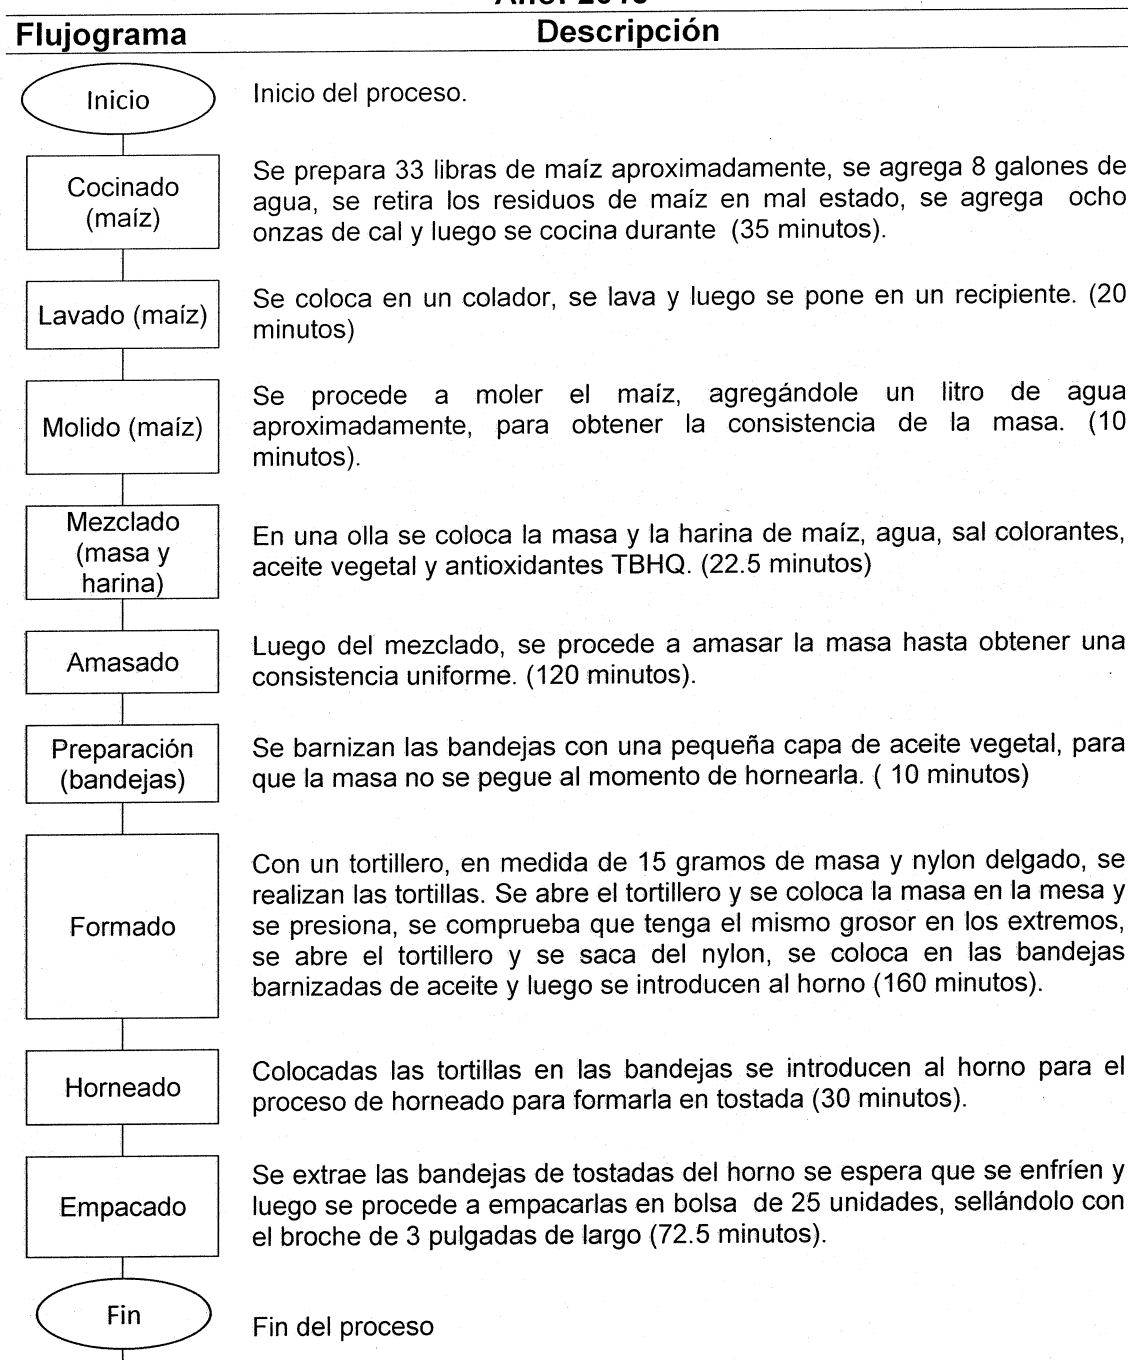 Flujograma
Descripción
Inicio
Inicio del proceso.
Cocinado
(maíz)
Se prepara 33 libras de maíz aproximadamente, se agrega 8 galones de
agua, se retira los residuos de maíz en mal estado, se agrega ocho
onzas de cal y luego se cocina durante (35 minutos).
Lavado (maíz)
Se coloca en un colador, se lava y luego se pone en un recipiente. (20
minutos)
Molido (maíz)
Se procede a moler el maíz, agregándole un litro de agua
aproximadamente, para obtener la consistencia de la masa. (10
minutos).
Mezclado
(masa y
harina)
En una olla se coloca la masa y la harina de maíz, agua, sal colorantes,
aceite vegetal y antioxidantes TBHQ. (22.5 minutos)
Amasado
Luego del mezclado, se procede a amasar la masa hasta obtener una
consistencia uniforme. (120 minutos).
Preparación
(bandejas)
Se barnizan las bandejas con una pequeña capa de aceite vegetal, para
que la masa no se pegue al momento de hornearla. ( 10 minutos)
Formado
Con un tortillero, en medida de 15 gramos de masa y nylon delgado, se
realizan las tortillas. Se abre el tortillero y se coloca la masa en la mesa y
se presiona, se comprueba que tenga el mismo grosor en los extremos,
se abre el tortillero y se saca del nylon, se coloca en las bandejas
barnizadas de aceite y luego se introducen al horno (160 minutos).
Horneado
Colocadas las tortillas en las bandejas se introducen al horno para el
proceso de horneado para formarla en tostada (30 minutos).
Empacado
Se extrae las bandejas de tostadas del horno se espera que se enfríen y
luego se procede a empacarlas en bolsa de 25 unidades, sellándolo con
el broche de 3 pulgadas de largo (72.5 minutos).
Fin
Fin del proceso